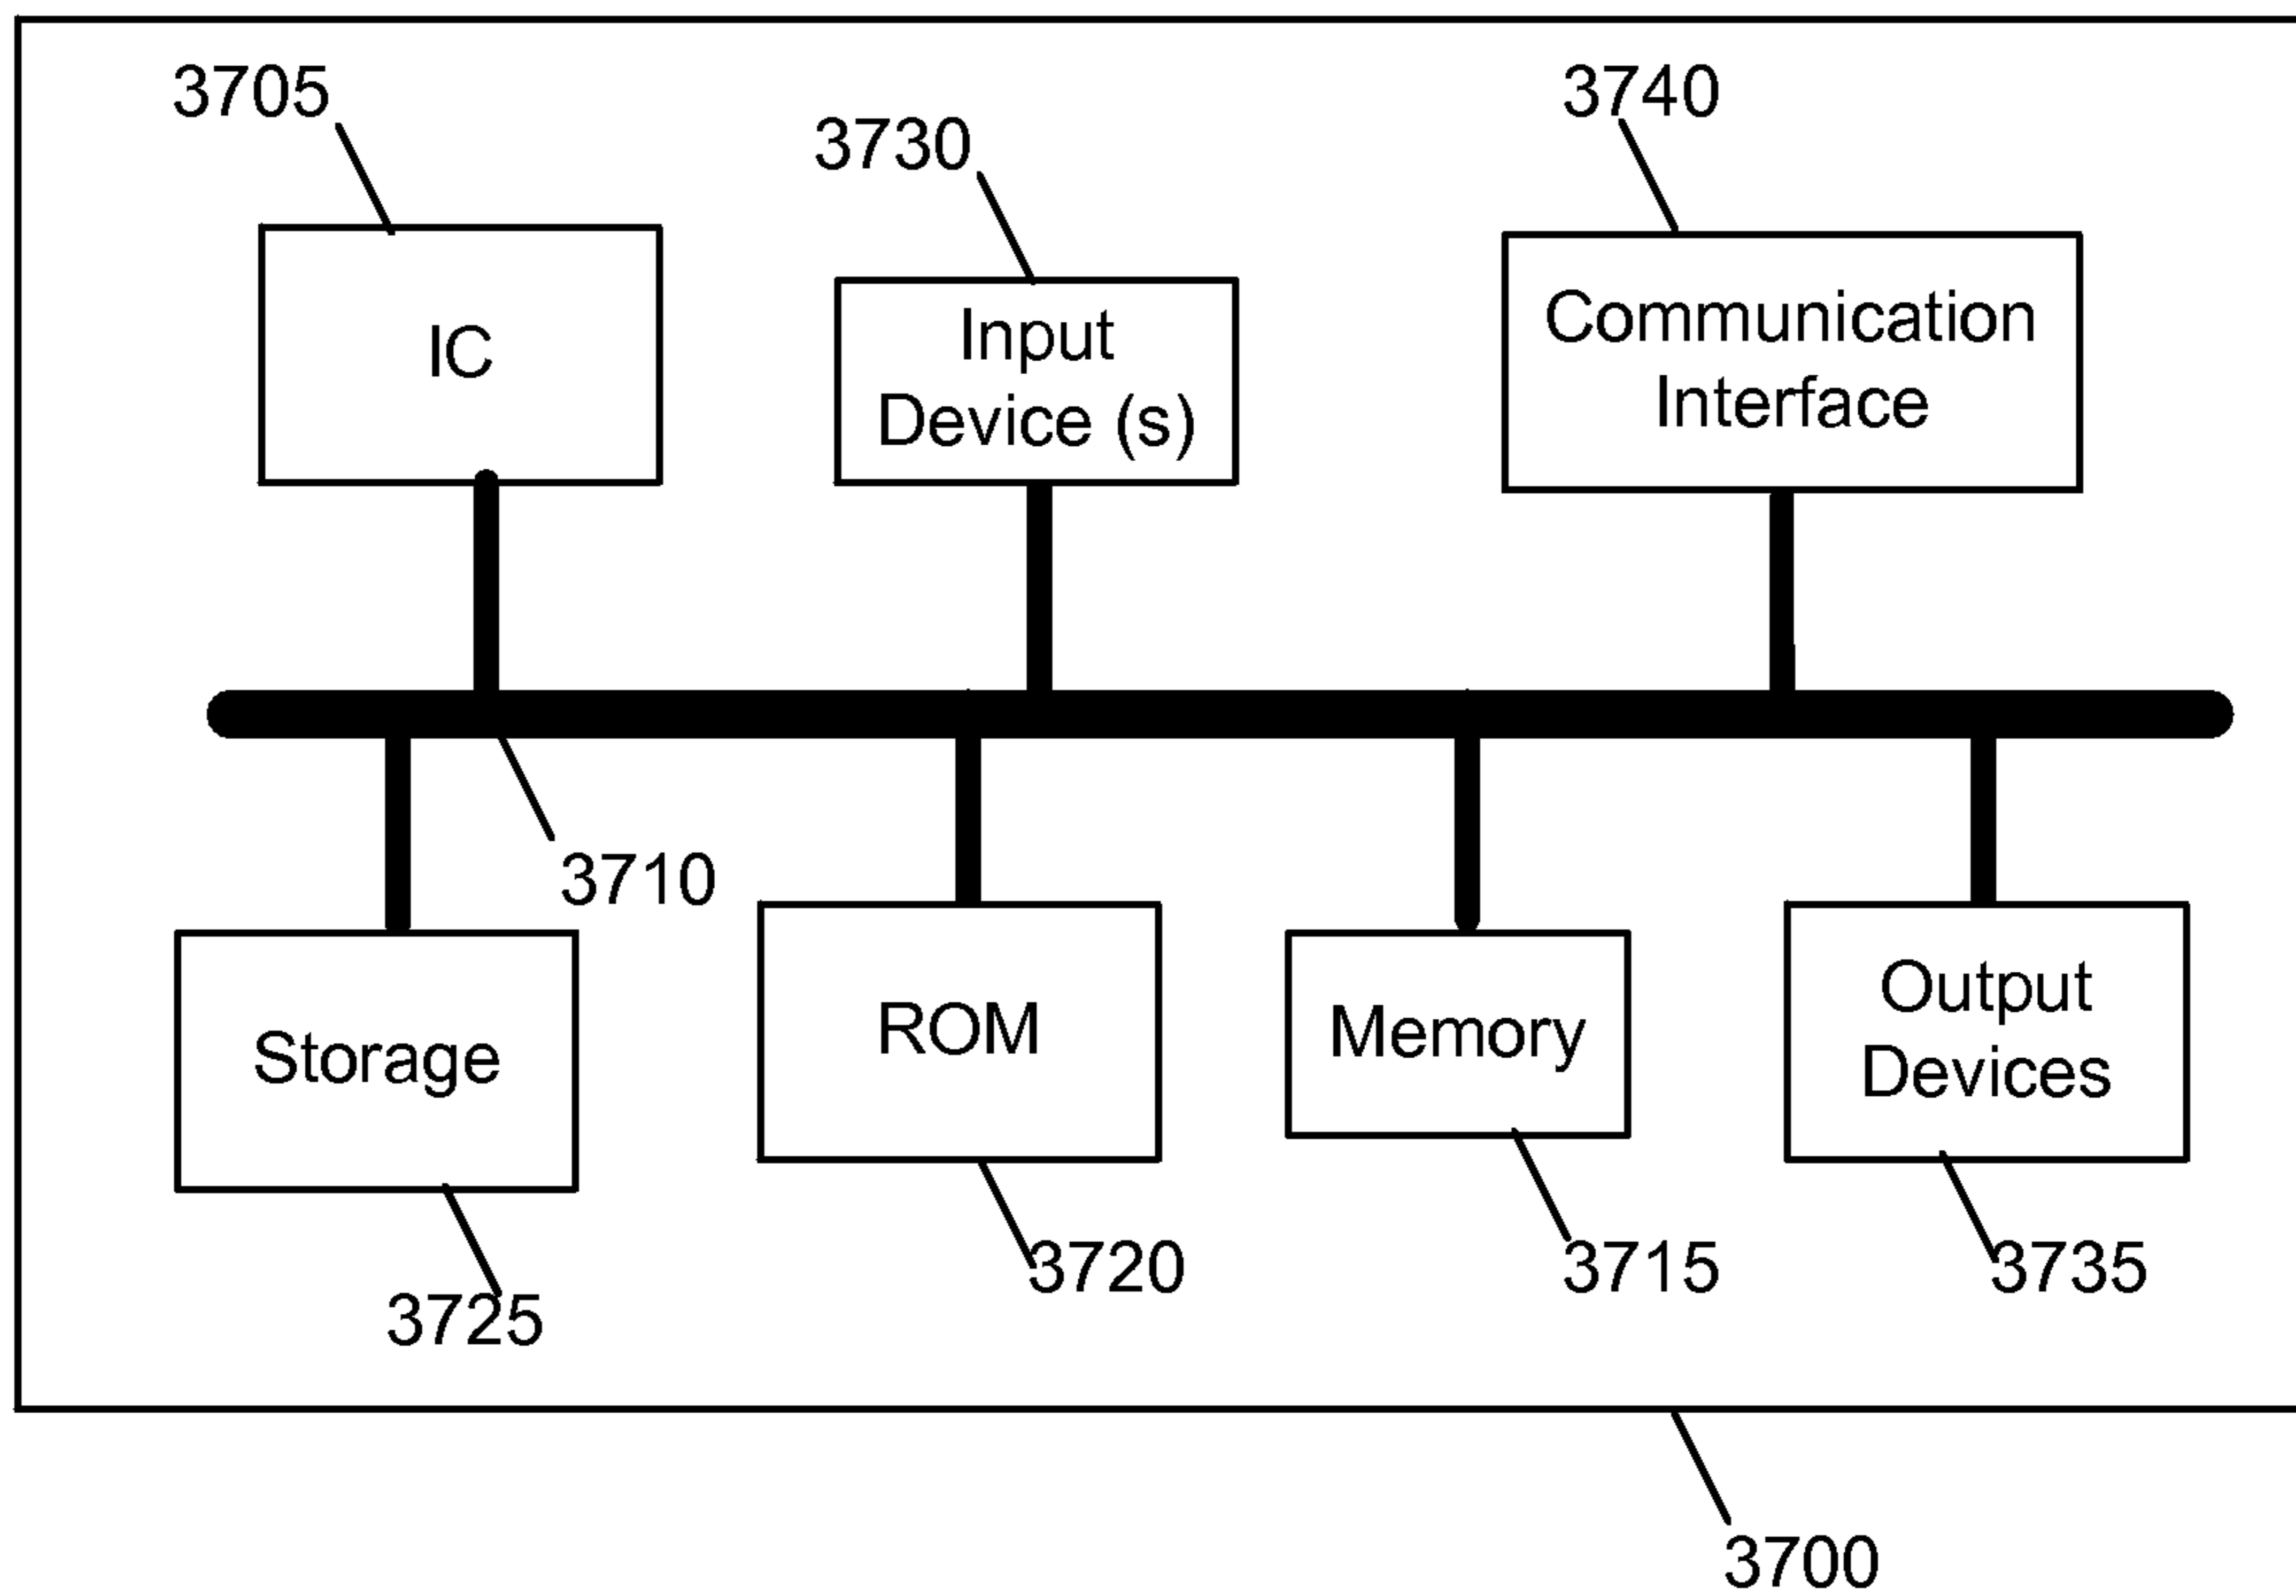 3705
3730
3740
IC
Input
Device (s)
Communication
Interface
3710
Storage
ROM
Memory
Output
Devices
3725
3720
3715
3735
3700